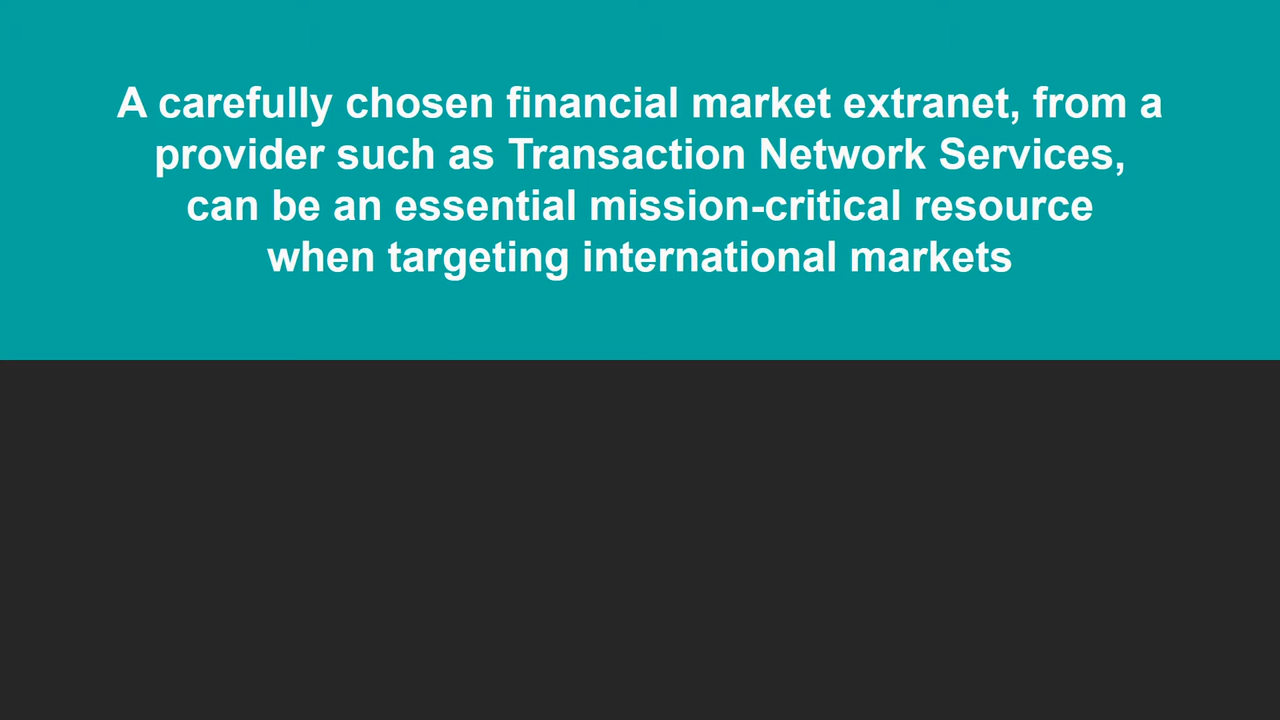 A carefully chosen financial market extranet, from a
provider such as Transaction Network Services,
can be an essential mission-critical resource
when targeting international markets